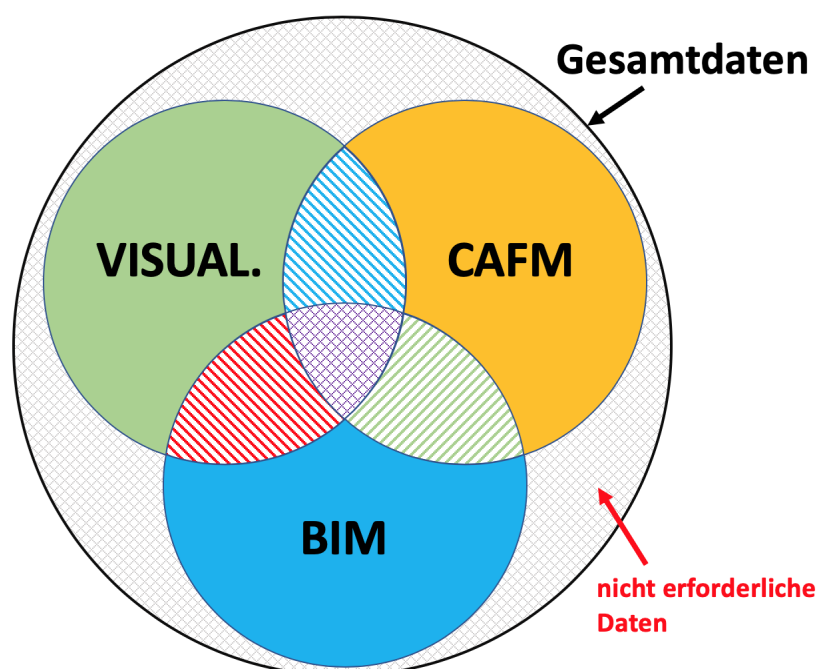 Gesamtdaten
VISUAL.
CAFM
BIM
nicht erforderliche
Daten